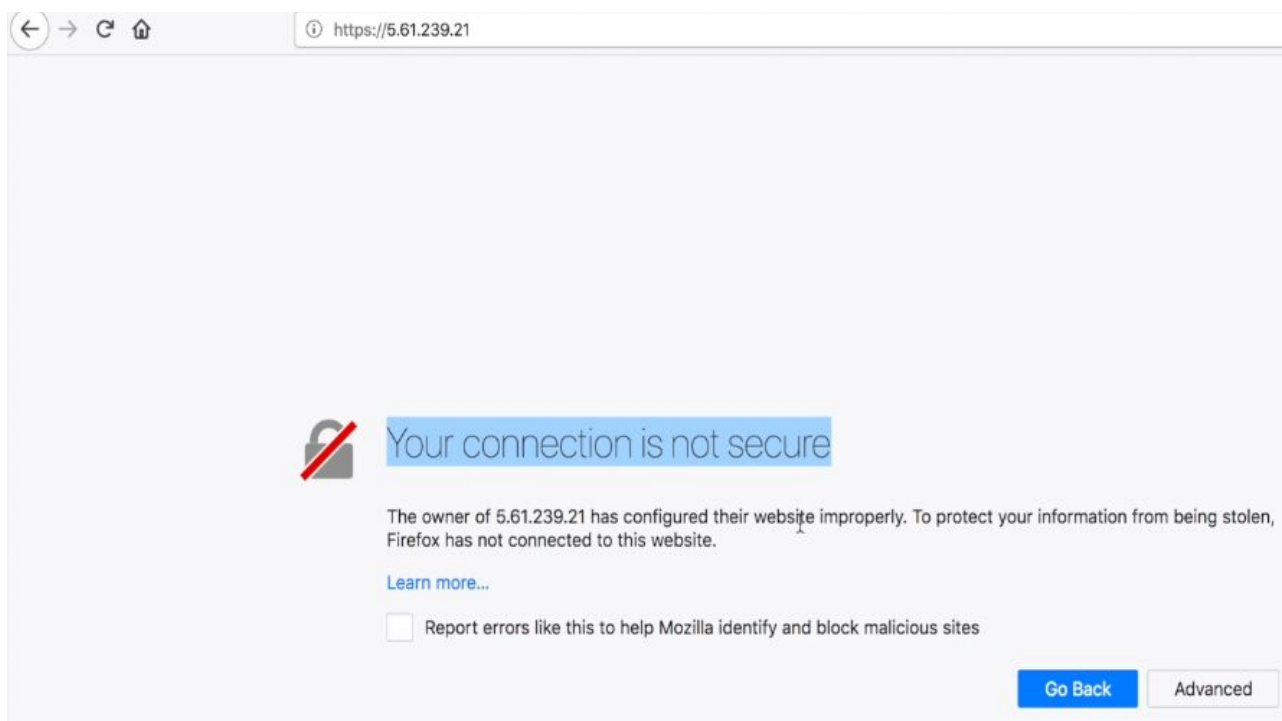 https://5.61.239.21
Your connection is not secure
The owner of 5.61.239.21 has configured their website improperly. To protect your information from being stolen,
Firefox has not connected to this website.
Learn more...
Report errors like this to help Mozilla identify and block malicious sites
Go Back Advanced